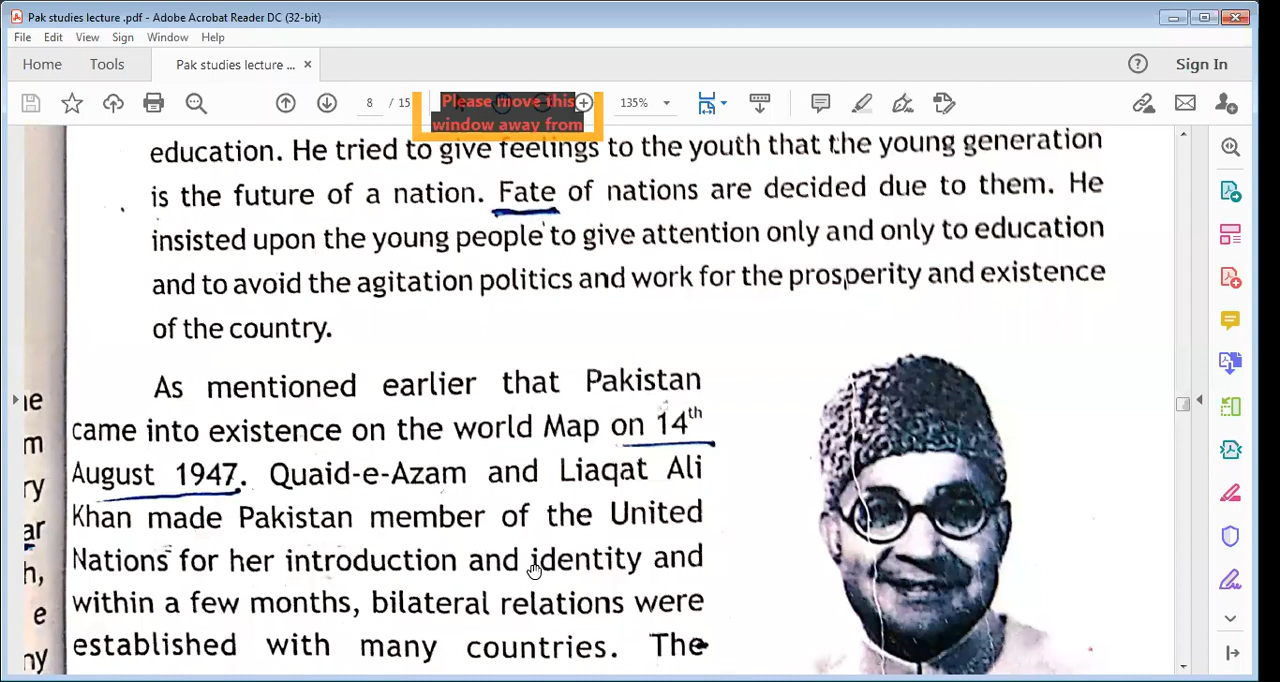 Pak studies lecture .pdf - Adobe Acrobat Reader DC (32-bit)
File Edit View Sign Window Help
Home Tools Pak studies lecture ... × Sign In
8 / 15 Please move this 135%
window away from
education. He tried to give feelings to the youth that the young generation
is the future of a nation. Fate of nations are decided due to them. He
insisted upon the young people to give attention only and only to education
and to avoid the agitation politics and work for the prosperity and existence
of the country.
As mentioned earlier that Pakistan
came into existence on the world Map on 14th
August 1947. Quaid-e-Azam and Liaqat Ali
Khan made Pakistan member of the United
Nations for her introduction and identity and
within a few months, bilateral relations were
established with many countries. The